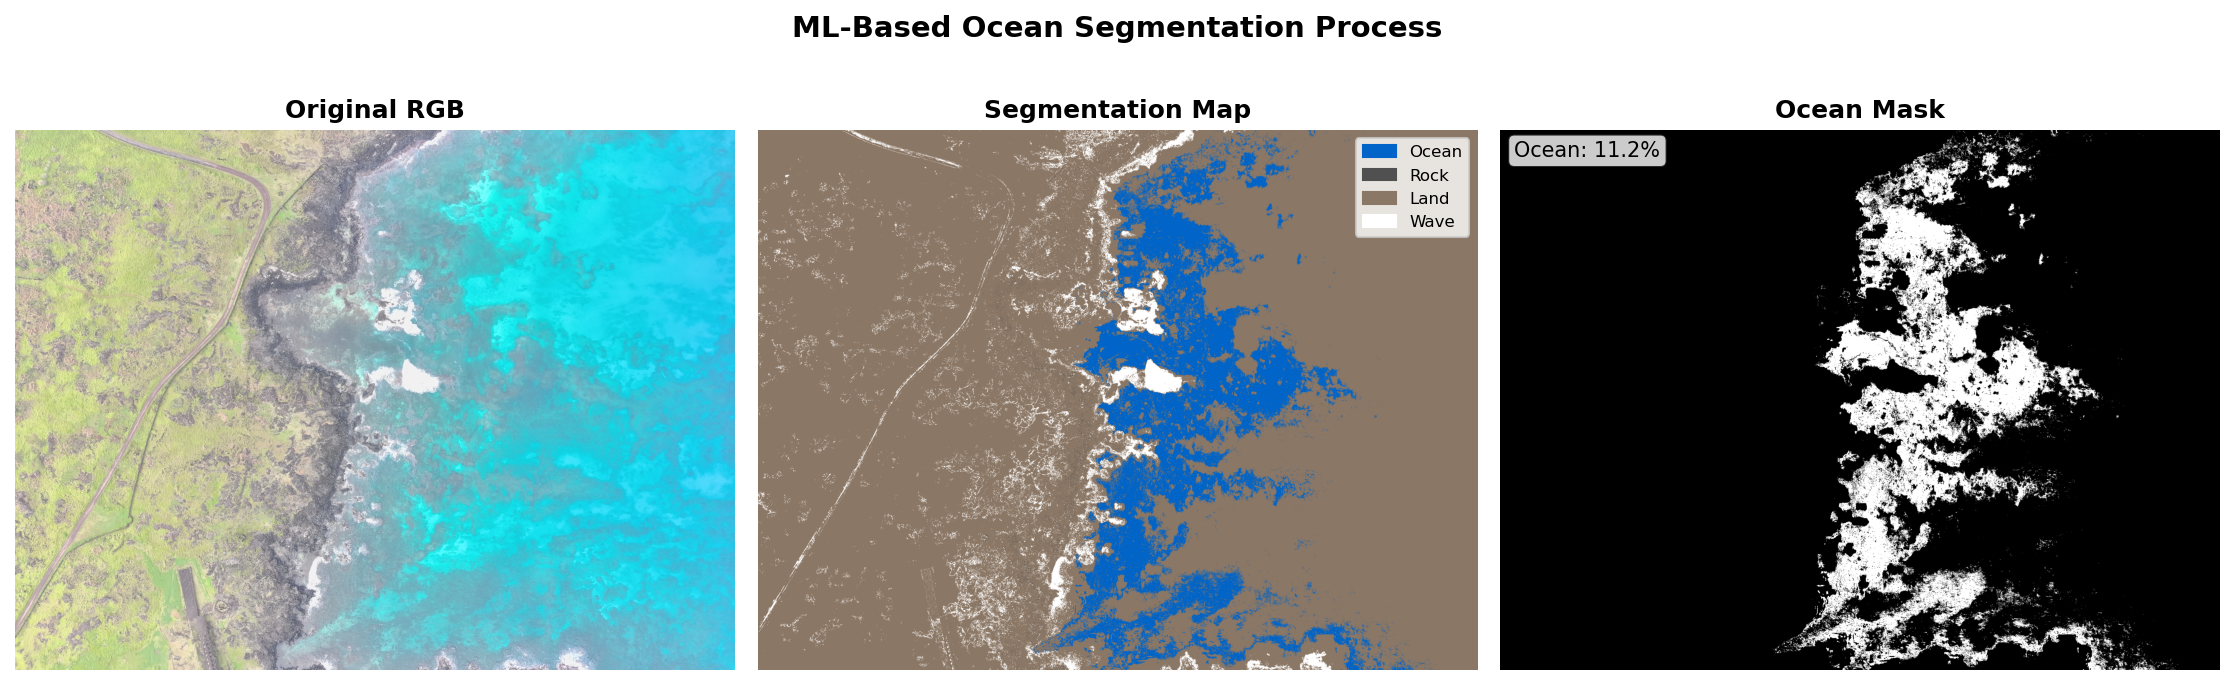 ML-Based Ocean Segmentation Process
Original RGB
Segmentation Map
Ocean Mask
Ocean
Rock
Land
Wave
Ocean: 11.2%